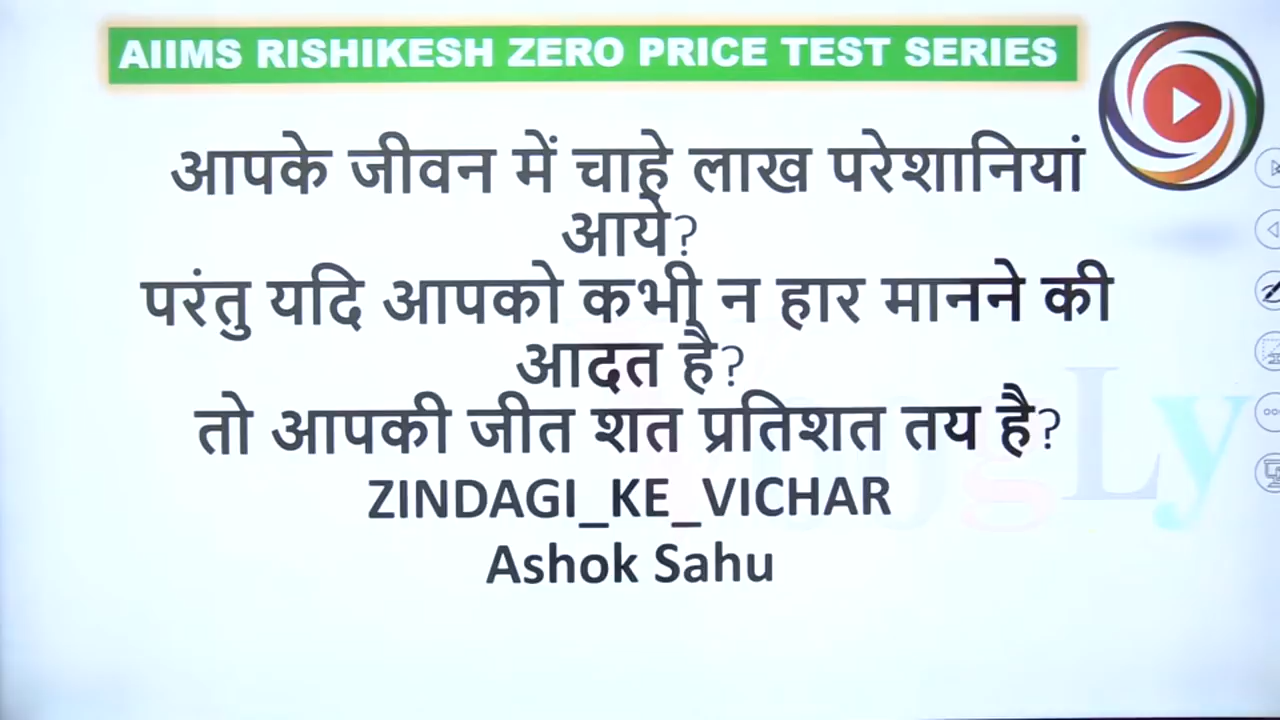 AIIMS RISHIKESH ZERO PRICE TEST SERIES
आपके जीवन में चाहे लाख परेशानियां
आये?
परंतु यदि आपको कभी न हार मानने की
आदत है?
तो आपकी जीत शत प्रतिशत तय है?
ZINDAGI_KE_VICHAR
Ashok Sahu